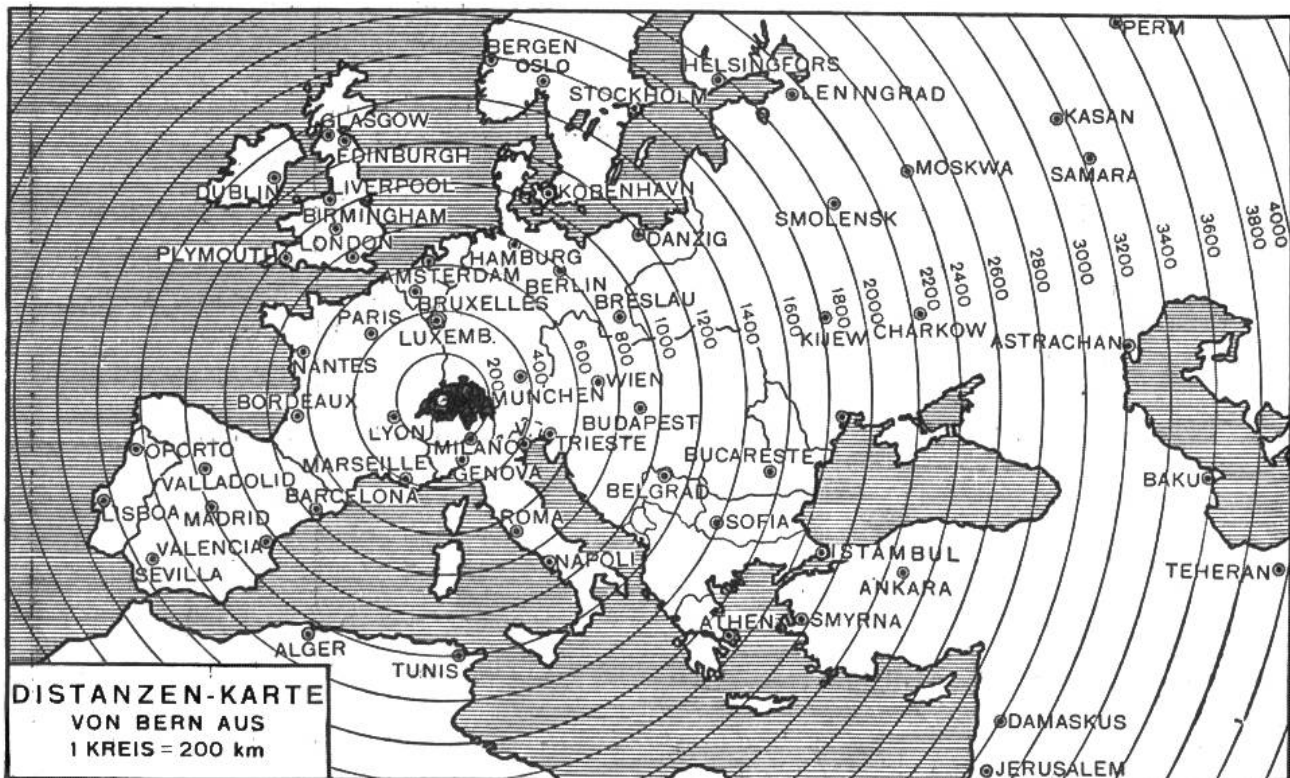 PERM
BERGEN
OSLO
HELSINGFORS
STOCKHOLM
LENINGRAD
KASAN
GLASGOW
EDINBURGH
MOSKWA
SAMARA
DUBLIN
LIVERPOOL
KÖBENHAVN
BIRMINGHAM
SMOLENSK
LONDON
PLYMOUTH
HAMBURG
DANZIG
AMSTERDAM
BERLIN
BRUXELLES
BRESLAU
PARIS
LUXEMB.
KIJEW
CHARKOW
ASTRACHAN
NANTES
200
400
600
800
1000
1200
1400
1600
1800
2000
2200
2400
2600
2800
3000
3200
3400
3600
3800
4000
WIEN
MÜNCHEN
BORDEAUX
BUDAPEST
LYON
MILANO
TRIESTE
OPORTO
MARSEILLE
GENOVA
BUCARESTE
VALLADOLID
BELGRAD
BAKU
BARCELONA
LISBOA
MADRID
ROMA
SOFIA
VALENCIA
NAPOLI
ISTAMBUL
SEVILLA
ANKARA
TEHERAN
ATHEN
SMYRNA
ALGER
TUNIS
DISTANZEN-KARTE
VON BERN AUS
1 KREIS = 200 km
DAMASKUS
JERUSALEM